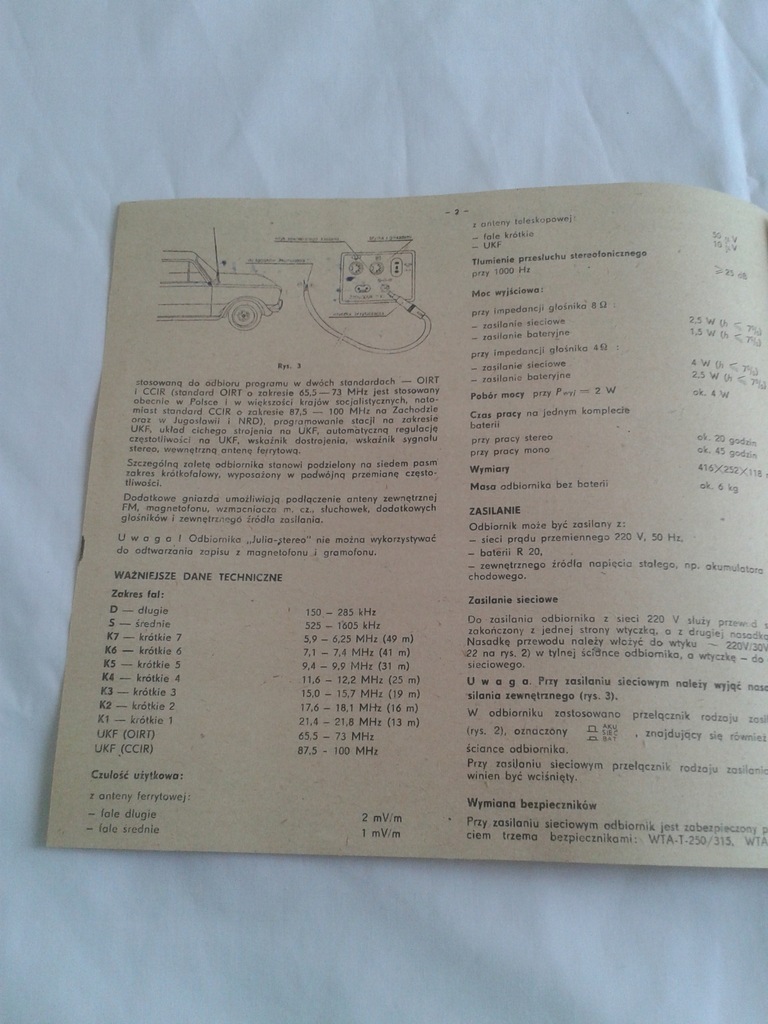 - 2 -
Rys. 3
stosowaną do odbioru programu w dwóch standardach — OIRT
i CCIR (standard OIRT o zakresie 65,5 — 73 MHz jest stosowany
obecnie w Polsce i w większości krajów socjalistycznych, nato-
miast standard CCIR o zakresie 87,5 — 100 MHz na Zachodzie
oraz w Jugosławii i NRD), programowanie stacji na zakresie
UKF, układ cichego strojenia na UKF, automatyczną regulację
częstotliwości na UKF, wskaźnik dostrojenia, wskaźnik sygnału
stereo, wewnętrzną antenę ferrytową.
Szczególną zaletę odbiornika stanowi podzielony na siedem pasm
zakres krótkofalowy, wyposażony w podwójną przemianę często-
tliwości.
Dodatkowe gniazda umożliwiają podłączenie anteny zewnętrznej
FM, magnetofonu, wzmacniacza m. cz., słuchawek, dodatkowych
głośników i zewnętrznego źródła zasilania.
U w a g a ! Odbiornika „Julia-stereo" nie można wykorzystywać
do odtwarzania zapisu z magnetofonu i gramofonu.
WAŻNIEJSZE DANE TECHNICZNE
Zakres fal:
D — długie 150 — 285 kHz
S — średnie 525 — 1605 kHz
K7 — krótkie 7 5,9 — 6,25 MHz (49 m)
K6 — krótkie 6 7,1 — 7,4 MHz (41 m)
K5 — krótkie 5 9,4 — 9,9 MHz (31 m)
K4 — krótkie 4 11,6 — 12,2 MHz (25 m)
K3 — krótkie 3 15,0 — 15,7 MHz (19 m)
K2 — krótkie 2 17,6 — 18,1 MHz (16 m)
K1 — krótkie 1 21,4 — 21,8 MHz (13 m)
UKF (OIRT) 65,5 — 73 MHz
UKF (CCIR) 87,5 - 100 MHz
Czułość użytkowa:
z anteny ferrytowej:
— fale długie 2 mV/m
— fale średnie 1 mV/m
z anteny teleskopowej:
— fale krótkie 50 µV
— UKF 10 µV
Tłumienie przesłuchu stereofonicznego
przy 1000 Hz ≥ 25 dB
Moc wyjściowa:
przy impedancji głośnika 8 Ω :
— zasilanie sieciowe 2,5 W (h ≤ 7%)
— zasilanie bateryjne 1,5 W (h ≤ 7%)
przy impedancji głośnika 4 Ω :
— zasilanie sieciowe 4 W (h ≤ 7%)
— zasilanie bateryjne 2,5 W (h ≤ 7%)
Pobór mocy przy Pwyj = 2 W ok. 4 W
Czas pracy na jednym komplecie
baterii
przy pracy stereo ok. 20 godzin
przy pracy mono ok. 45 godzin
Wymiary 416×252×118
Masa odbiornika bez baterii ok. 6 kg
ZASILANIE
Odbiornik może być zasilany z:
— sieci prądu przemiennego 220 V, 50 Hz,
— baterii R 20,
— zewnętrznego źródła napięcia stałego, np. akumulatora
chodowego.
Zasilanie sieciowe
Do zasilania odbiornika z sieci 220 V służy przewód
zakończony z jednej strony wtyczką, a z drugiej nasadką
Nasadkę przewodu należy włożyć do wtyku — 220V/30V
22 na rys. 2) w tylnej ściance odbiornika, a wtyczkę — do
sieciowego.
U w a g a. Przy zasilaniu sieciowym należy wyjąć nasa
silania zewnętrznego (rys. 3).
W odbiorniku zastosowano przełącznik rodzaju zasil
(rys. 2), oznaczony AKU SIEĆ BAT , znajdujący się również
ściance odbiornika.
Przy zasilaniu sieciowym przełącznik rodzaju zasilania
winien być wciśnięty.
Wymiana bezpieczników
Przy zasilaniu sieciowym odbiornik jest zabezpieczony p
ciem trzema bezpiecznikami: WTA-T-250/315, WTA